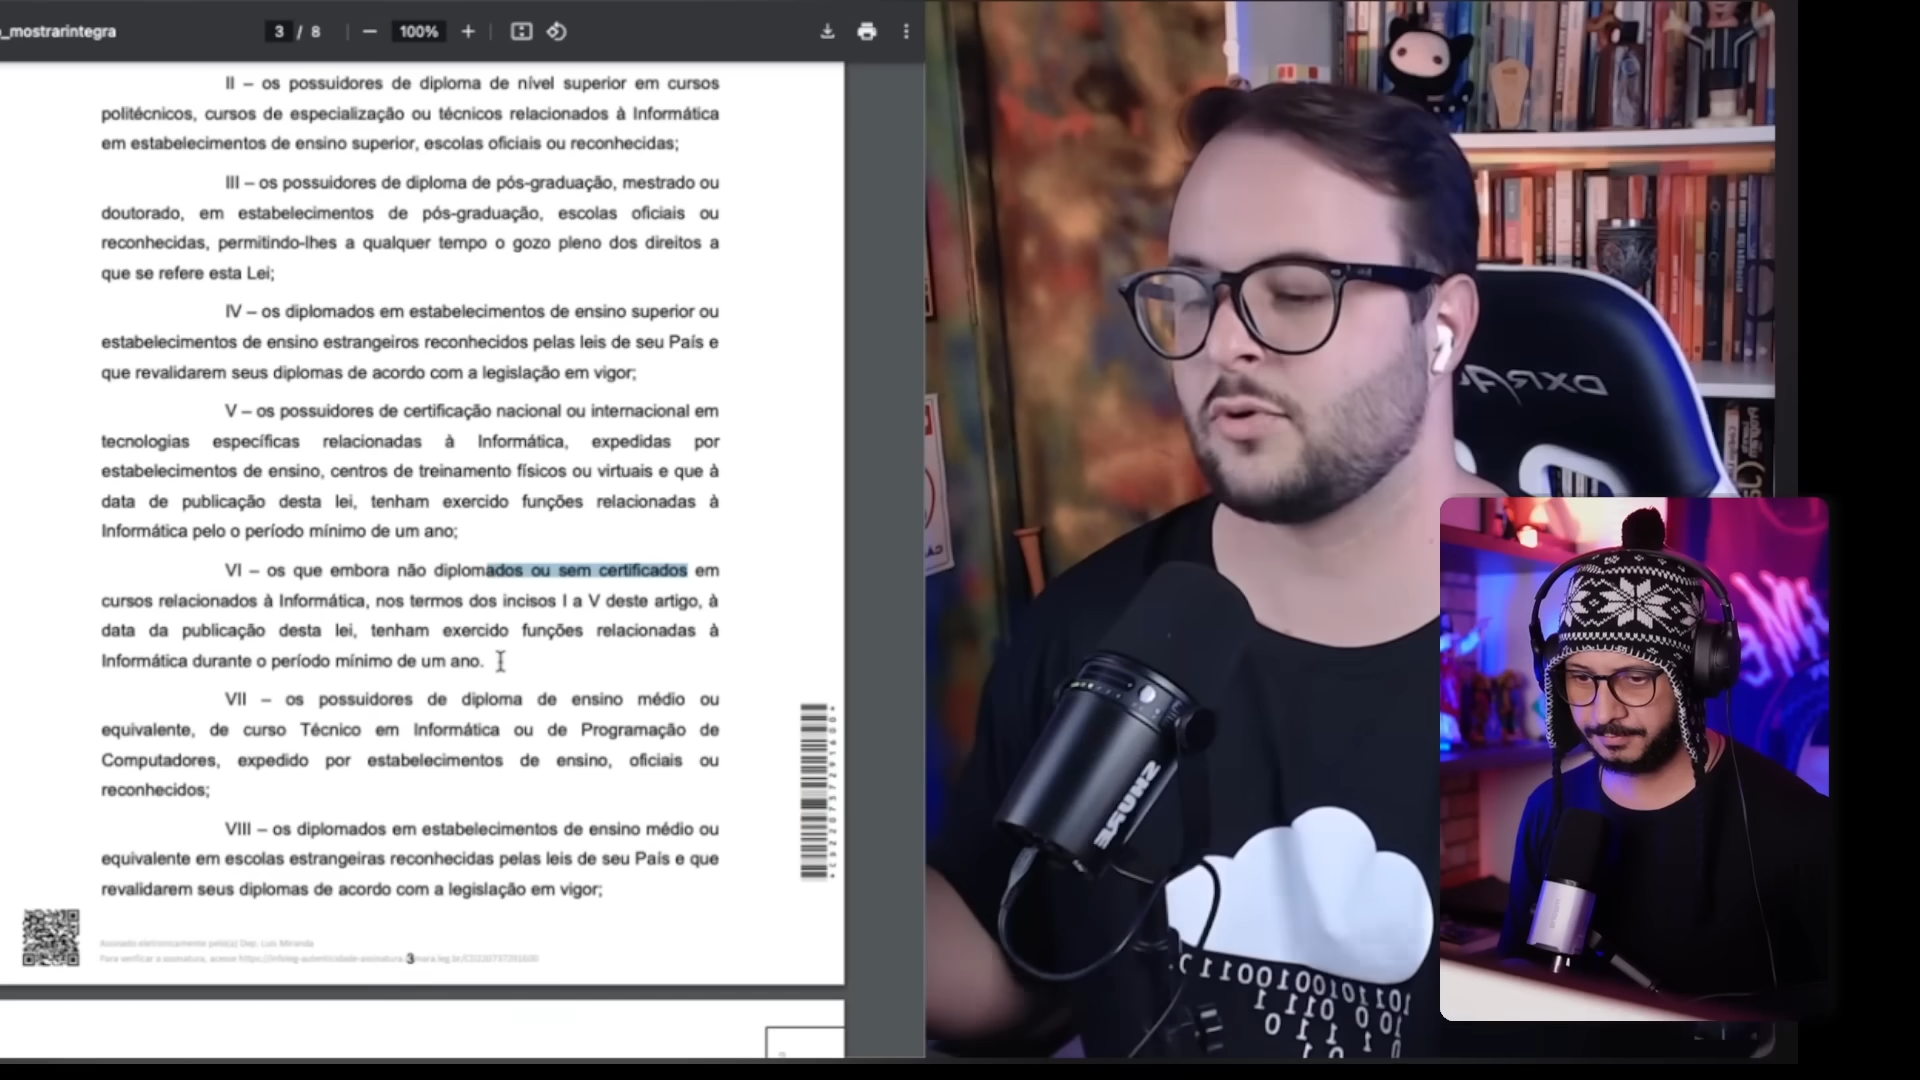 _mostrarintegra
3 / 8
100%
II – os possuidores de diploma de nível superior em cursos
politécnicos, cursos de especialização ou técnicos relacionados à Informática
em estabelecimentos de ensino superior, escolas oficiais ou reconhecidas;
III – os possuidores de diploma de pós-graduação, mestrado ou
doutorado, em estabelecimentos de pós-graduação, escolas oficiais ou
reconhecidas, permitindo-lhes a qualquer tempo o gozo pleno dos direitos a
que se refere esta Lei;
IV – os diplomados em estabelecimentos de ensino superior ou
estabelecimentos de ensino estrangeiros reconhecidos pelas leis de seu País e
que revalidarem seus diplomas de acordo com a legislação em vigor;
V – os possuidores de certificação nacional ou internacional em
tecnologias específicas relacionadas à Informática, expedidas por
estabelecimentos de ensino, centros de treinamento físicos ou virtuais e que à
data de publicação desta lei, tenham exercido funções relacionadas à
Informática pelo o período mínimo de um ano;
VI – os que embora não diplomados ou sem certificados em
cursos relacionados à Informática, nos termos dos incisos I a V deste artigo, à
data da publicação desta lei, tenham exercido funções relacionadas à
Informática durante o período mínimo de um ano.
VII – os possuidores de diploma de ensino médio ou
equivalente, de curso Técnico em Informática ou de Programação de
Computadores, expedido por estabelecimentos de ensino, oficiais ou
reconhecidos;
VIII – os diplomados em estabelecimentos de ensino médio ou
equivalente em escolas estrangeiras reconhecidas pelas leis de seu País e que
revalidarem seus diplomas de acordo com a legislação em vigor;
Assinado eletronicamente pelo(a) Dep. Luis Miranda
3
SHURE